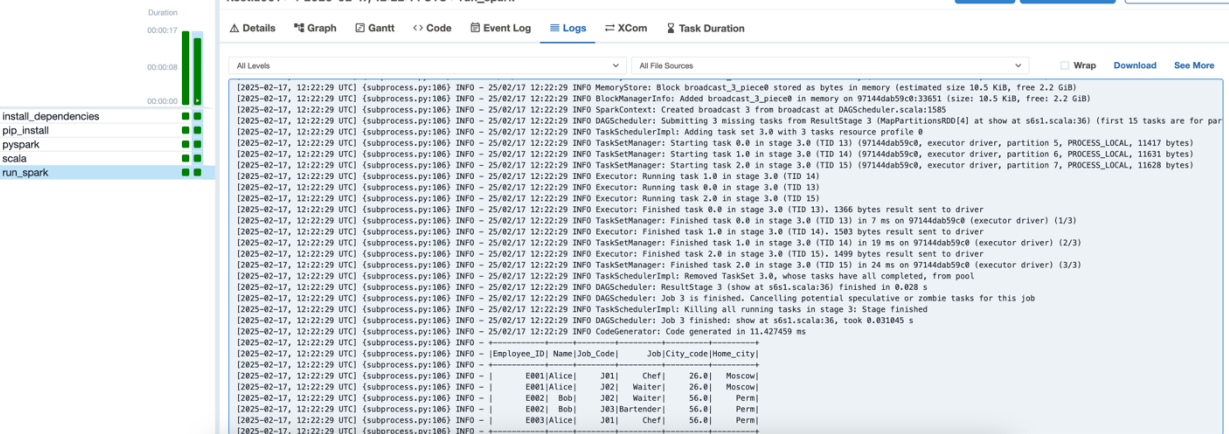 Duration
00:00:17
00:00:08
00:00:00
install_dependencies
pip_install
pyspark
scala
run_spark
Details Graph Gantt <> Code Event Log Logs XCom Task Duration
All Levels All File Sources Wrap Download See More
[2025-02-17, 12:22:29 UTC] {subprocess.py:106} INFO - 25/02/17 12:22:29 INFO MemoryStore: Block broadcast_3_piece0 stored as bytes in memory (estimated size 10.5 KiB, free 2.2 GiB)
[2025-02-17, 12:22:29 UTC] {subprocess.py:106} INFO - 25/02/17 12:22:29 INFO BlockManagerInfo: Added broadcast_3_piece0 in memory on 97144dab59c0:33651 (size: 10.5 KiB, free: 2.2 GiB)
[2025-02-17, 12:22:29 UTC] {subprocess.py:106} INFO - 25/02/17 12:22:29 INFO SparkContext: Created broadcast 3 from broadcast at DAGScheduler.scala:1585
[2025-02-17, 12:22:29 UTC] {subprocess.py:106} INFO - 25/02/17 12:22:29 INFO DAGScheduler: Submitting 3 missing tasks from ResultStage 3 (MapPartitionsRDD[4] at show at s6s1.scala:36) (first 15 tasks are for par
[2025-02-17, 12:22:29 UTC] {subprocess.py:106} INFO - 25/02/17 12:22:29 INFO TaskSchedulerImpl: Adding task set 3.0 with 3 tasks resource profile 0
[2025-02-17, 12:22:29 UTC] {subprocess.py:106} INFO - 25/02/17 12:22:29 INFO TaskSetManager: Starting task 0.0 in stage 3.0 (TID 13) (97144dab59c0, executor driver, partition 5, PROCESS_LOCAL, 11417 bytes)
[2025-02-17, 12:22:29 UTC] {subprocess.py:106} INFO - 25/02/17 12:22:29 INFO TaskSetManager: Starting task 1.0 in stage 3.0 (TID 14) (97144dab59c0, executor driver, partition 6, PROCESS_LOCAL, 11631 bytes)
[2025-02-17, 12:22:29 UTC] {subprocess.py:106} INFO - 25/02/17 12:22:29 INFO TaskSetManager: Starting task 2.0 in stage 3.0 (TID 15) (97144dab59c0, executor driver, partition 7, PROCESS_LOCAL, 11628 bytes)
[2025-02-17, 12:22:29 UTC] {subprocess.py:106} INFO - 25/02/17 12:22:29 INFO Executor: Running task 1.0 in stage 3.0 (TID 14)
[2025-02-17, 12:22:29 UTC] {subprocess.py:106} INFO - 25/02/17 12:22:29 INFO Executor: Running task 0.0 in stage 3.0 (TID 13)
[2025-02-17, 12:22:29 UTC] {subprocess.py:106} INFO - 25/02/17 12:22:29 INFO Executor: Running task 2.0 in stage 3.0 (TID 15)
[2025-02-17, 12:22:29 UTC] {subprocess.py:106} INFO - 25/02/17 12:22:29 INFO Executor: Finished task 0.0 in stage 3.0 (TID 13). 1366 bytes result sent to driver
[2025-02-17, 12:22:29 UTC] {subprocess.py:106} INFO - 25/02/17 12:22:29 INFO TaskSetManager: Finished task 0.0 in stage 3.0 (TID 13) in 7 ms on 97144dab59c0 (executor driver) (1/3)
[2025-02-17, 12:22:29 UTC] {subprocess.py:106} INFO - 25/02/17 12:22:29 INFO Executor: Finished task 1.0 in stage 3.0 (TID 14). 1503 bytes result sent to driver
[2025-02-17, 12:22:29 UTC] {subprocess.py:106} INFO - 25/02/17 12:22:29 INFO TaskSetManager: Finished task 1.0 in stage 3.0 (TID 14) in 19 ms on 97144dab59c0 (executor driver) (2/3)
[2025-02-17, 12:22:29 UTC] {subprocess.py:106} INFO - 25/02/17 12:22:29 INFO Executor: Finished task 2.0 in stage 3.0 (TID 15). 1499 bytes result sent to driver
[2025-02-17, 12:22:29 UTC] {subprocess.py:106} INFO - 25/02/17 12:22:29 INFO TaskSetManager: Finished task 2.0 in stage 3.0 (TID 15) in 24 ms on 97144dab59c0 (executor driver) (3/3)
[2025-02-17, 12:22:29 UTC] {subprocess.py:106} INFO - 25/02/17 12:22:29 INFO TaskSchedulerImpl: Removed TaskSet 3.0, whose tasks have all completed, from pool
[2025-02-17, 12:22:29 UTC] {subprocess.py:106} INFO - 25/02/17 12:22:29 INFO DAGScheduler: ResultStage 3 (show at s6s1.scala:36) finished in 0.028 s
[2025-02-17, 12:22:29 UTC] {subprocess.py:106} INFO - 25/02/17 12:22:29 INFO DAGScheduler: Job 3 is finished. Cancelling potential speculative or zombie tasks for this job
[2025-02-17, 12:22:29 UTC] {subprocess.py:106} INFO - 25/02/17 12:22:29 INFO TaskSchedulerImpl: Killing all running tasks in stage 3: Stage finished
[2025-02-17, 12:22:29 UTC] {subprocess.py:106} INFO - 25/02/17 12:22:29 INFO DAGScheduler: Job 3 finished: show at s6s1.scala:36, took 0.031045 s
[2025-02-17, 12:22:29 UTC] {subprocess.py:106} INFO - 25/02/17 12:22:29 INFO CodeGenerator: Code generated in 11.427459 ms
[2025-02-17, 12:22:29 UTC] {subprocess.py:106} INFO - +-----------+-----+--------+---------+---------+---------+
[2025-02-17, 12:22:29 UTC] {subprocess.py:106} INFO - |Employee_ID| Name|Job_Code|      Job|City_code|Home_city|
[2025-02-17, 12:22:29 UTC] {subprocess.py:106} INFO - +-----------+-----+--------+---------+---------+---------+
[2025-02-17, 12:22:29 UTC] {subprocess.py:106} INFO - |       E001|Alice|     J01|     Chef|     26.0|   Moscow|
[2025-02-17, 12:22:29 UTC] {subprocess.py:106} INFO - |       E001|Alice|     J02|   Waiter|     26.0|   Moscow|
[2025-02-17, 12:22:29 UTC] {subprocess.py:106} INFO - |       E002|  Bob|     J02|   Waiter|     56.0|     Perm|
[2025-02-17, 12:22:29 UTC] {subprocess.py:106} INFO - |       E002|  Bob|     J03|Bartender|     56.0|     Perm|
[2025-02-17, 12:22:29 UTC] {subprocess.py:106} INFO - |       E003|Alice|     J01|     Chef|     56.0|     Perm|
[2025-02-17, 12:22:29 UTC] {subprocess.py:106} INFO - +-----------+-----+--------+---------+---------+---------+